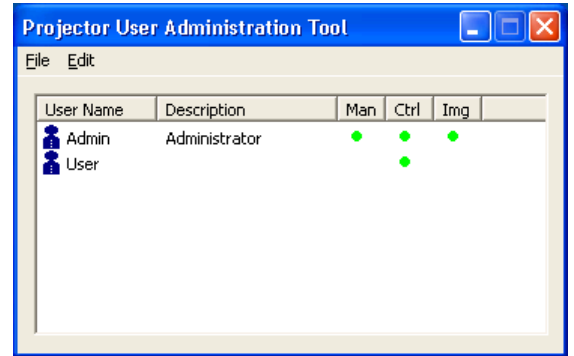 Projector User Administration Tool
File Edit
User Name Description Man Ctrl Img
Admin Administrator
User